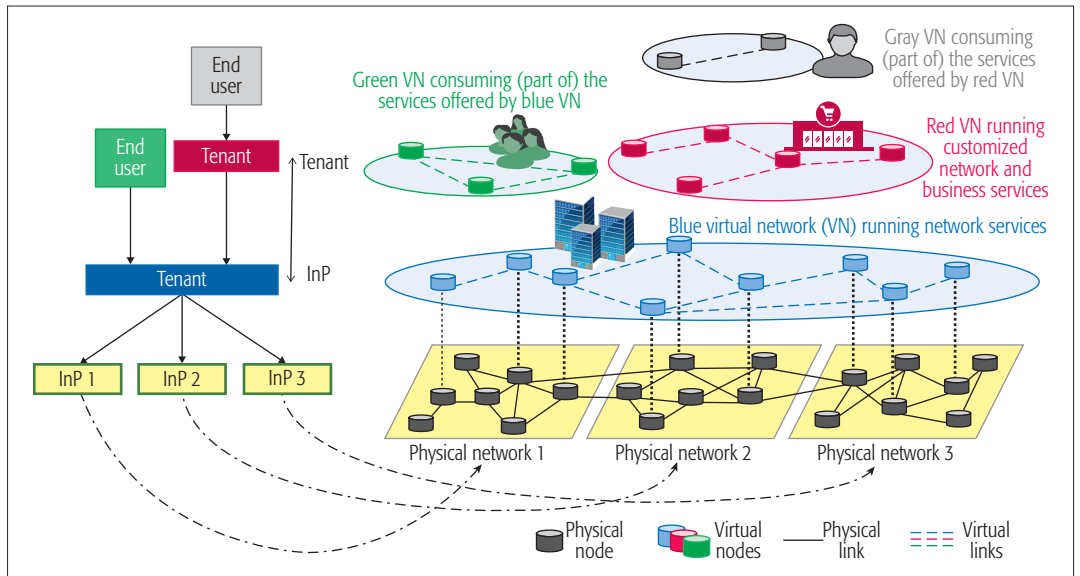 End
user
End
user
Tenant
Tenant
InP
Tenant
InP 1
InP 2
InP 3
Gray VN consuming
(part of) the services
offered by red VN
Green VN consuming (part of) the
services offered by blue VN
Red VN running
customized
network and
business services
Blue virtual network (VN) running network services
Physical network 1
Physical network 2
Physical network 3
Physical
node
Virtual
nodes
Physical
link
Virtual
links